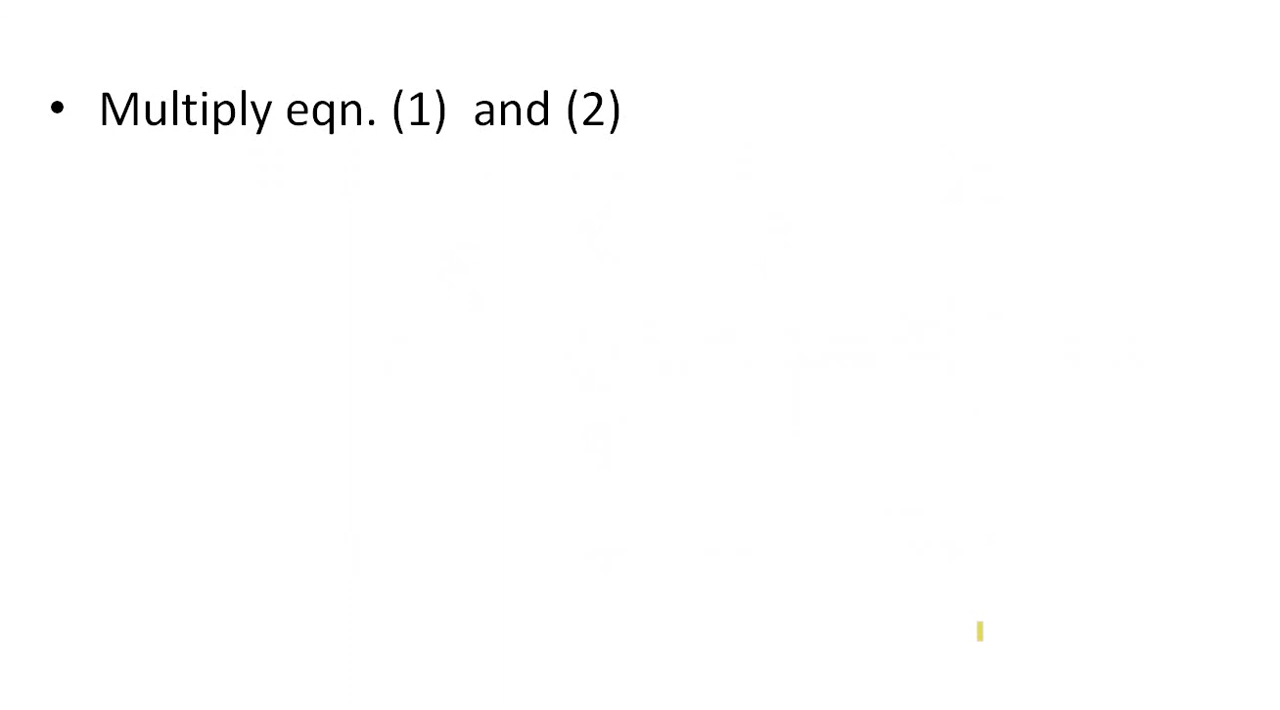 • Multiply eqn. (1)  and (2)